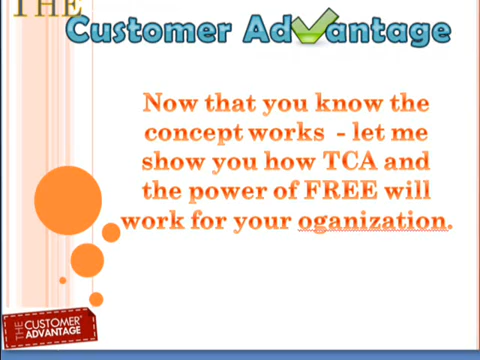 THE
Customer Advantage
Now that you know the
concept works - let me
show you how TCA and
the power of FREE will
work for your oganization.
THE CUSTOMER
ADVANTAGE